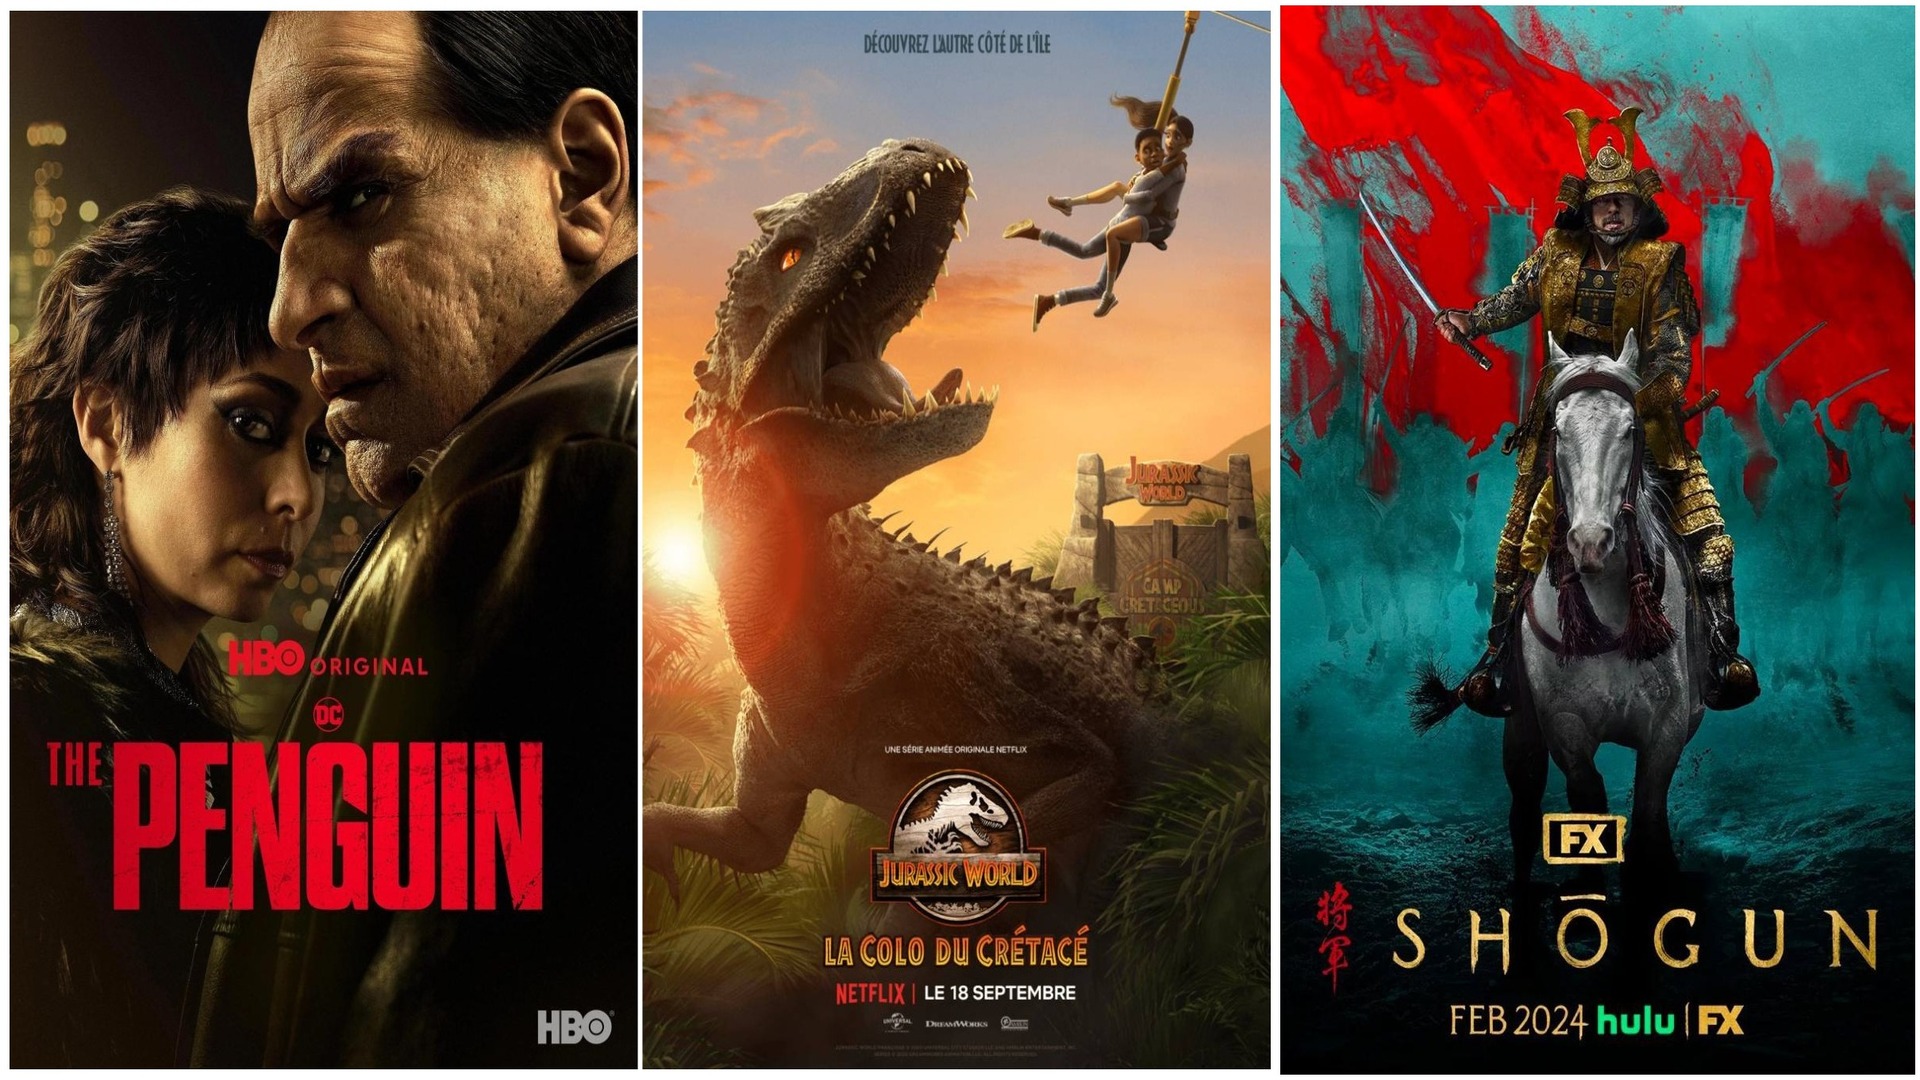 HBO ORIGINAL
DC
THE PENGUIN
HBO
DÉCOUVREZ L'AUTRE CÔTÉ DE L'ÎLE
JURASSIC
WORLD
CAMP
CRETACEOUS
UNE SÉRIE ANIMÉE ORIGINALE NETFLIX
JURASSIC WORLD
LA COLO DU CRÉTACÉ
NETFLIX | LE 18 SEPTEMBRE
UNIVERSAL DREAMWORKS
FX
将軍
SHŌGUN
FEB 2024 hulu | FX